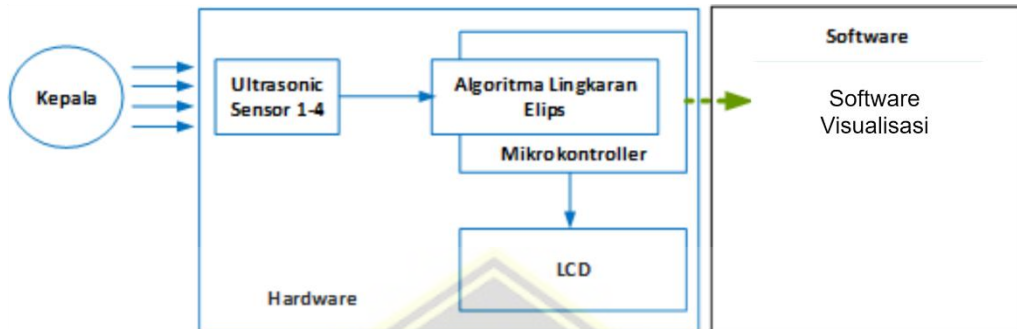 Kepala
Ultrasonic
Sensor 1-4
Algoritma Lingkaran
Elips
Mikrokontroller
LCD
Hardware
Software
Software
Visualisasi